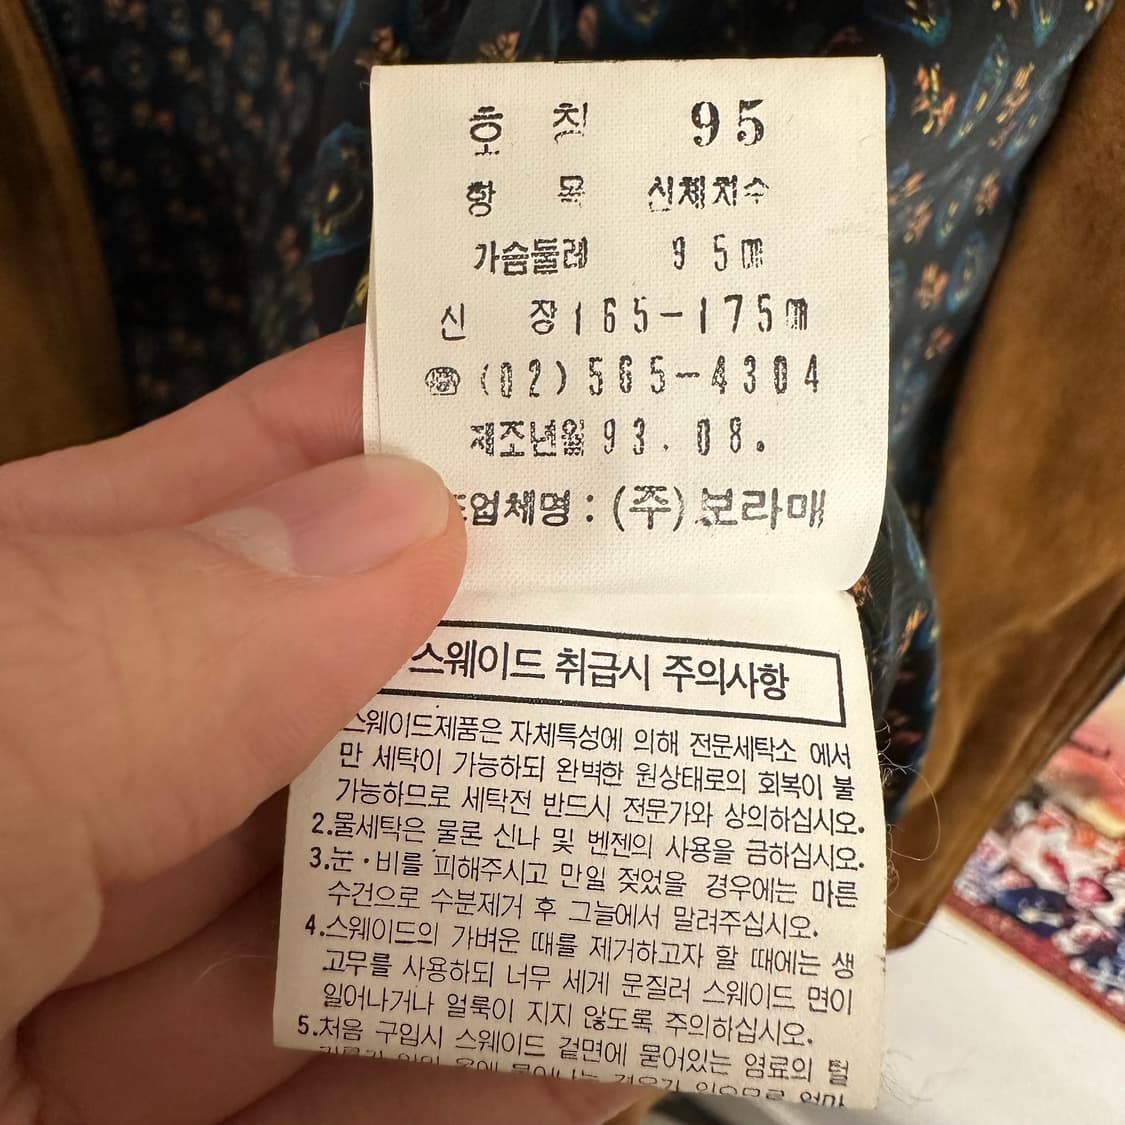 호 칭 95
항 목 신체치수
가슴둘레 95㎝
신 장 165-175㎝
☎ (02) 565-4304
제조년월 93. 08.
업체명 : (주) 보라매
스웨이드 취급시 주의사항
스웨이드제품은 자체특성에 의해 전문세탁소 에서
만 세탁이 가능하되 완벽한 원상태로의 회복이 불
가능하므로 세탁전 반드시 전문가와 상의하십시오.
2.물세탁은 물론 신나 및 벤젠의 사용을 금하십시오.
3.눈·비를 피해주시고 만일 젖었을 경우에는 마른
수건으로 수분제거 후 그늘에서 말려주십시오.
4.스웨이드의 가벼운 때를 제거하고자 할 때에는 생
고무를 사용하되 너무 세게 문질러 스웨이드 면이
일어나거나 얼룩이 지지 않도록 주의하십시오.
5.처음 구입시 스웨이드 겉면에 묻어있는 염료의 털